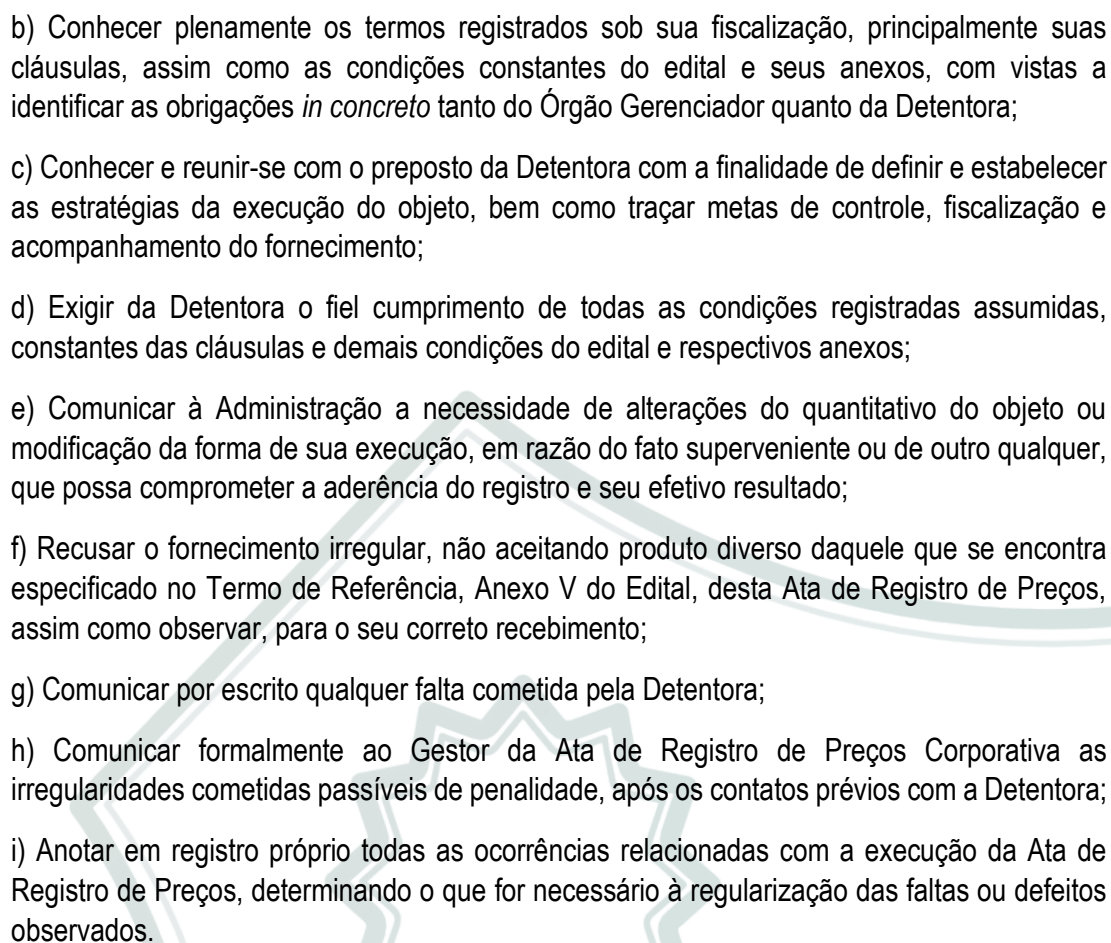 b) Conhecer plenamente os termos registrados sob sua fiscalização, principalmente suas
cláusulas, assim como as condições constantes do edital e seus anexos, com vistas a
identificar as obrigações in concreto tanto do Órgão Gerenciador quanto da Detentora;
c) Conhecer e reunir-se com o preposto da Detentora com a finalidade de definir e estabelecer
as estratégias da execução do objeto, bem como traçar metas de controle, fiscalização e
acompanhamento do fornecimento;
d) Exigir da Detentora o fiel cumprimento de todas as condições registradas assumidas,
constantes das cláusulas e demais condições do edital e respectivos anexos;
e) Comunicar à Administração a necessidade de alterações do quantitativo do objeto ou
modificação da forma de sua execução, em razão do fato superveniente ou de outro qualquer,
que possa comprometer a aderência do registro e seu efetivo resultado;
f) Recusar o fornecimento irregular, não aceitando produto diverso daquele que se encontra
especificado no Termo de Referência, Anexo V do Edital, desta Ata de Registro de Preços,
assim como observar, para o seu correto recebimento;
g) Comunicar por escrito qualquer falta cometida pela Detentora;
h) Comunicar formalmente ao Gestor da Ata de Registro de Preços Corporativa as
irregularidades cometidas passíveis de penalidade, após os contatos prévios com a Detentora;
i) Anotar em registro próprio todas as ocorrências relacionadas com a execução da Ata de
Registro de Preços, determinando o que for necessário à regularização das faltas ou defeitos
observados.